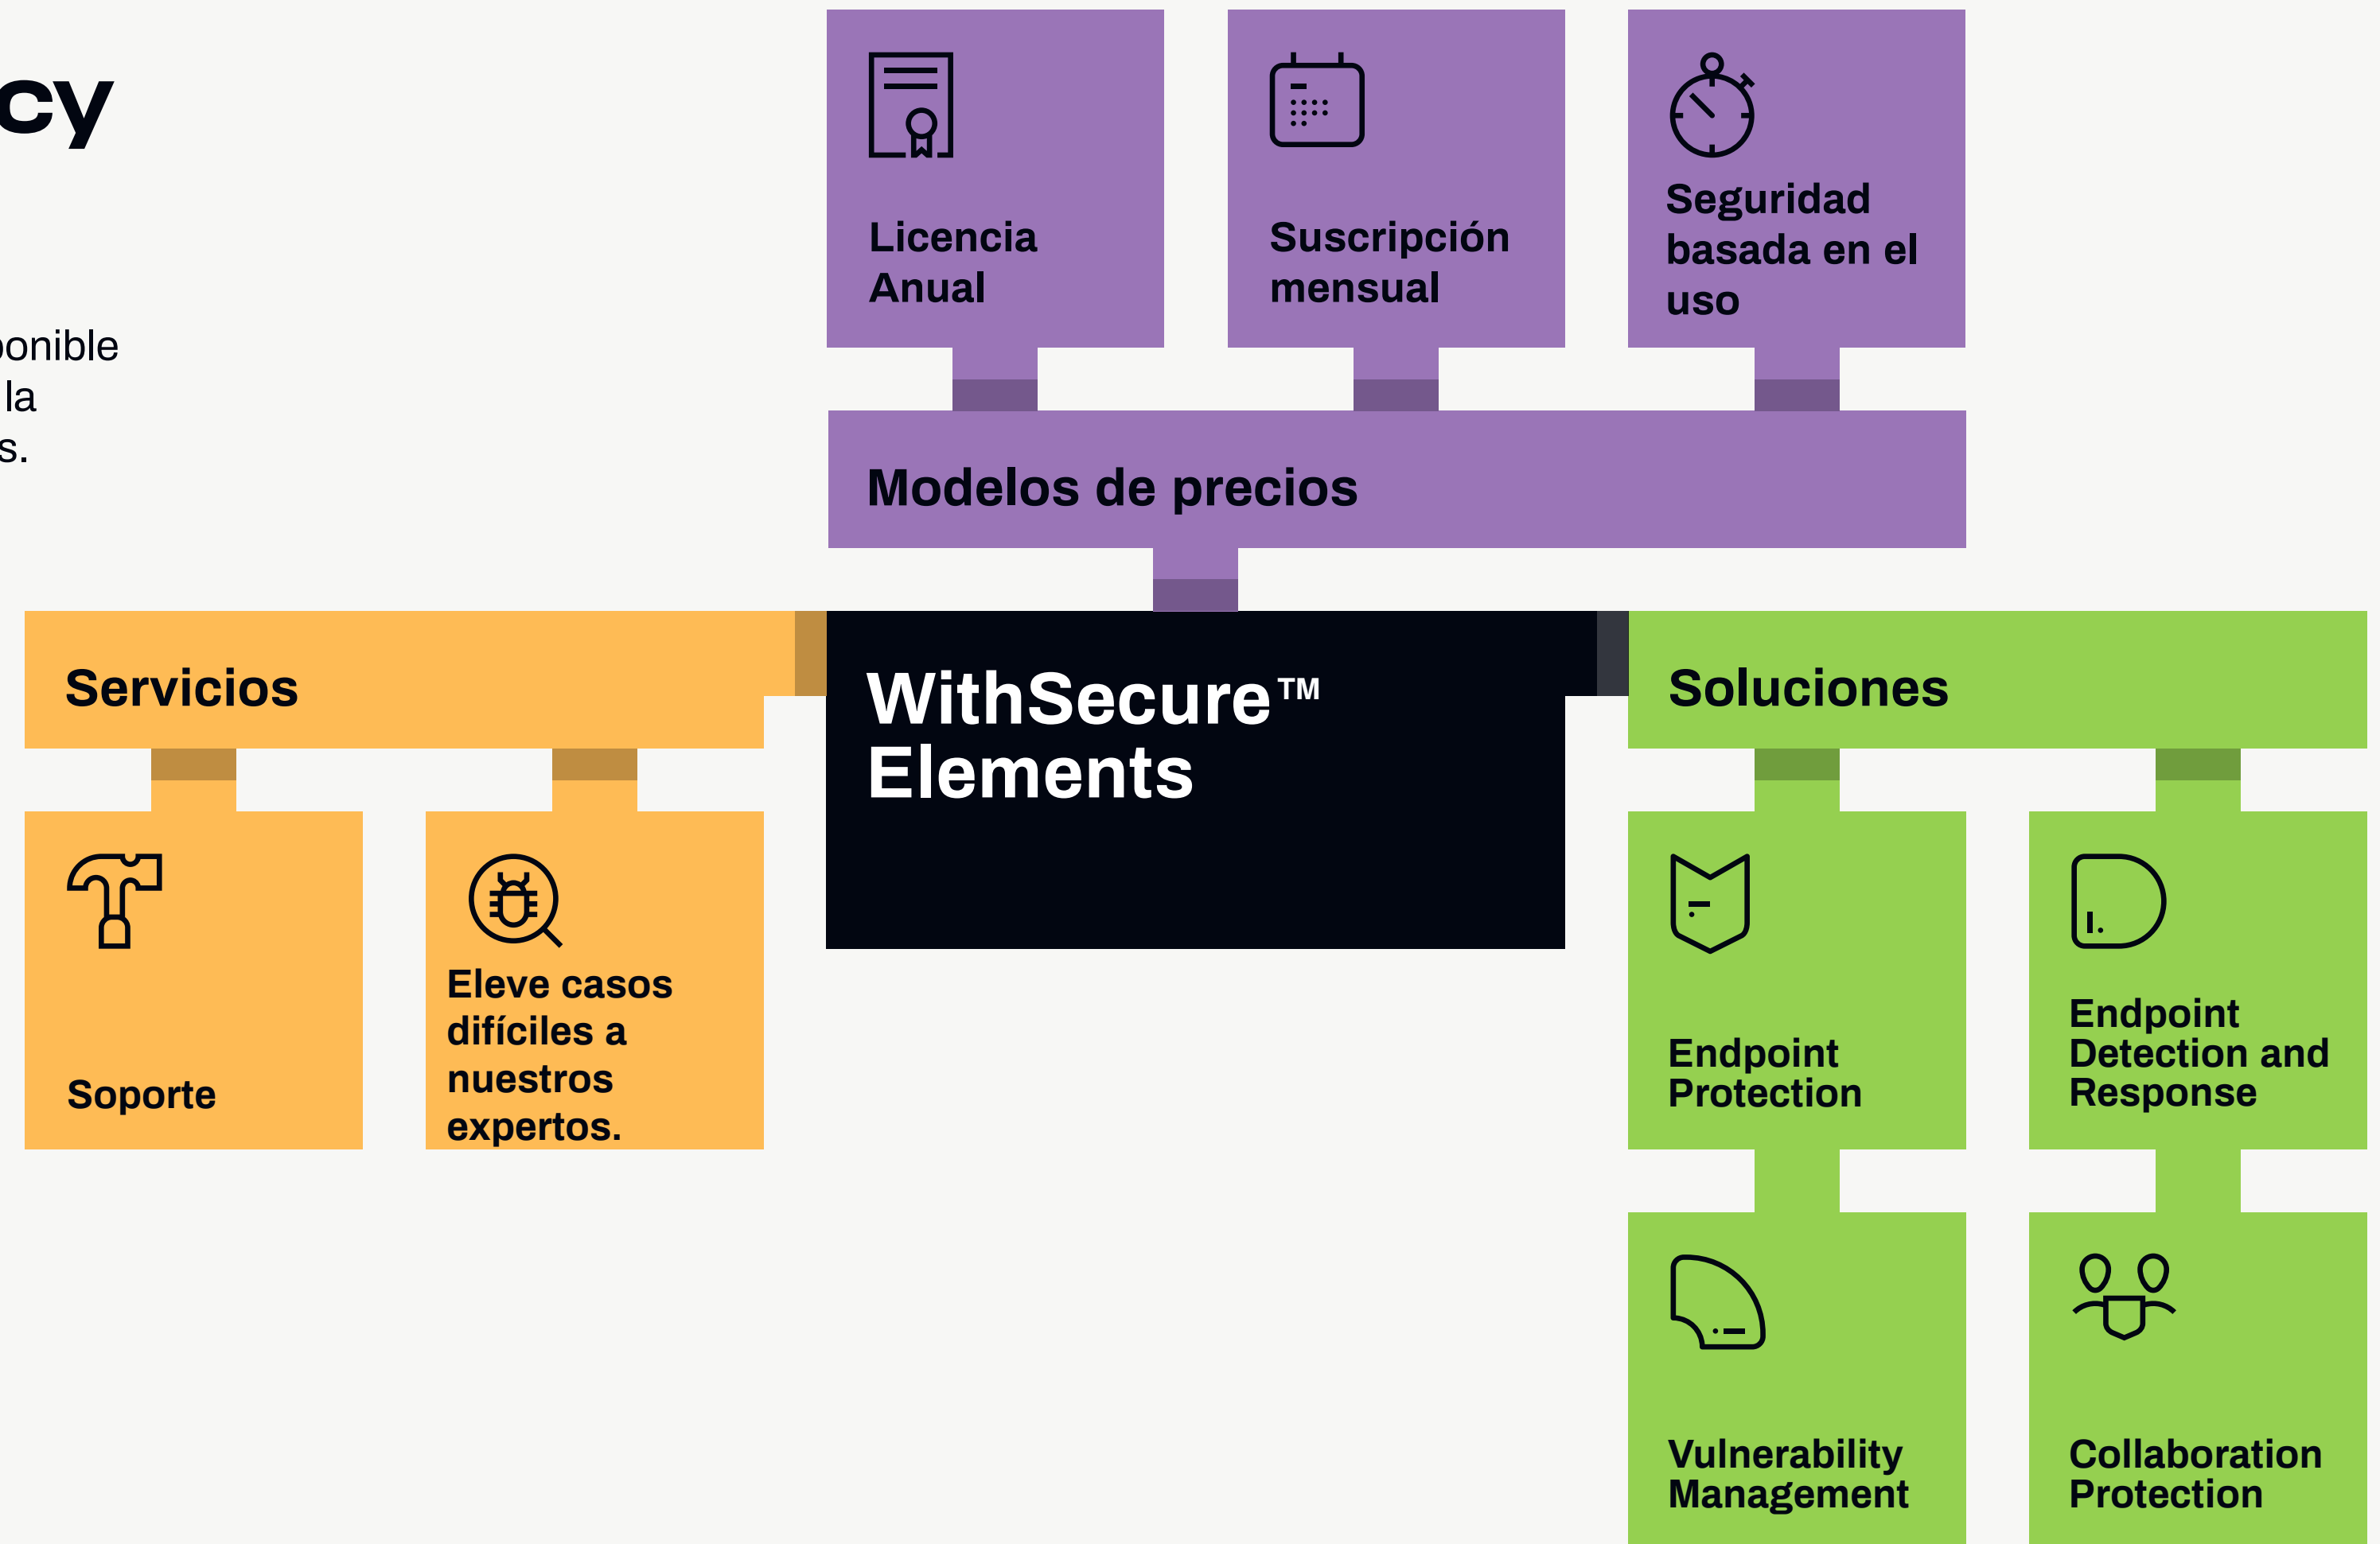 cy
ponible
la
s.
Licencia
Anual
Suscripción
mensual
Seguridad
basada en el
uso
Modelos de precios
Servicios
WithSecure™
Elements
Soluciones
Soporte
Eleve casos
difíciles a
nuestros
expertos.
Endpoint
Protection
Endpoint
Detection and
Response
Vulnerability
Management
Collaboration
Protection